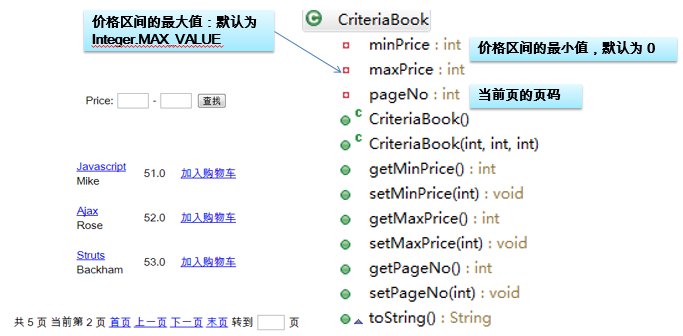 价格区间的最大值：默认为
Integer.MAX_VALUE
Price: - 查找
Javascript 51.0 加入购物车
Mike
Ajax 52.0 加入购物车
Rose
Struts 53.0 加入购物车
Backham
共 5 页 当前第 2 页 首页 上一页 下一页 末页 转到 页
C CriteriaBook
minPrice : int 价格区间的最小值，默认为 0
maxPrice : int
pageNo : int 当前页的页码
C CriteriaBook()
C CriteriaBook(int, int, int)
getMinPrice() : int
setMinPrice(int) : void
getMaxPrice() : int
setMaxPrice(int) : void
getPageNo() : int
setPageNo(int) : void
toString() : String